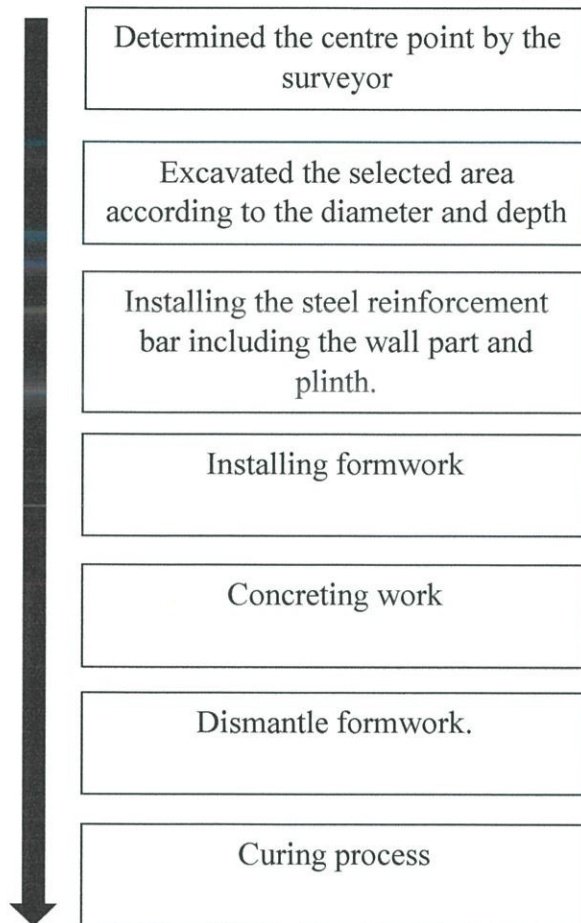 Determined the centre point by the
surveyor
Excavated the selected area
according to the diameter and depth
Installing the steel reinforcement
bar including the wall part and
plinth.
Installing formwork
Concreting work
Dismantle formwork.
Curing process